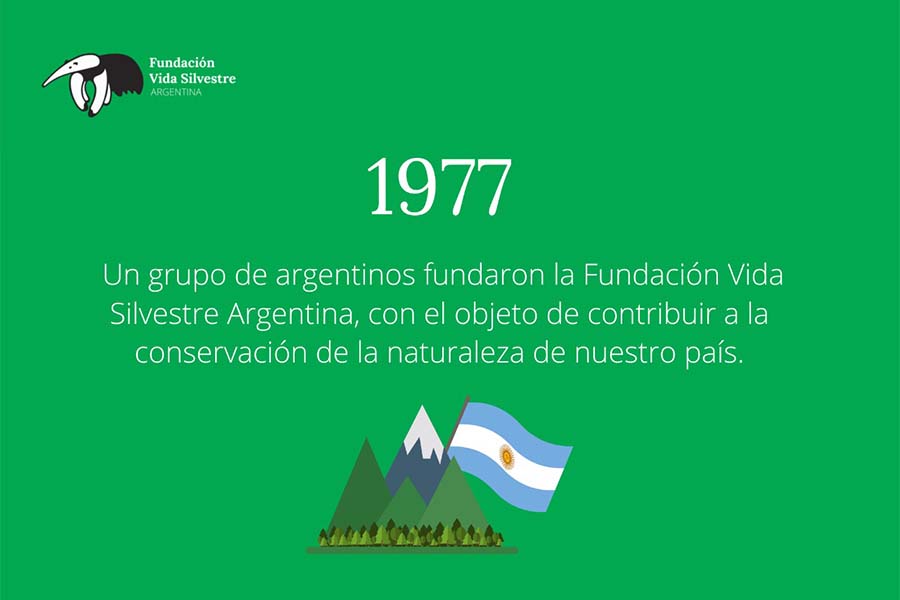 Fundación
Vida Silvestre
ARGENTINA
1977
Un grupo de argentinos fundaron la Fundación Vida
Silvestre Argentina, con el objeto de contribuir a la
conservación de la naturaleza de nuestro país.